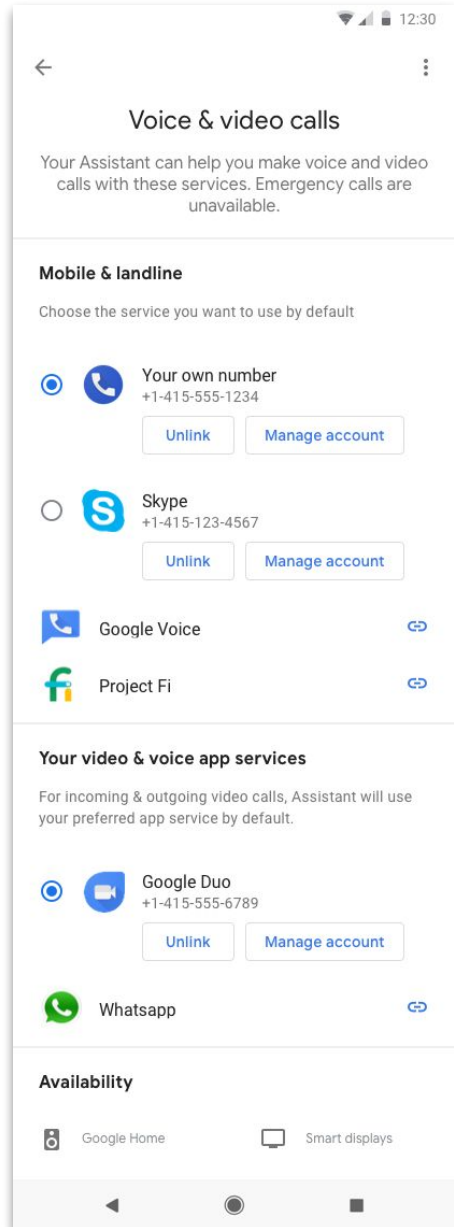 12:30
Voice & video calls
Your Assistant can help you make voice and video
calls with these services. Emergency calls are
unavailable.
Mobile & landline
Choose the service you want to use by default
Your own number
+1-415-555-1234
Unlink
Manage account
S
Skype
+1-415-123-4567
Unlink
Manage account
Google Voice
fi
Project Fi
Your video & voice app services
For incoming & outgoing video calls, Assistant will use
your preferred app service by default.
Google Duo
+1-415-555-6789
Unlink
Manage account
Whatsapp
Availability
Google Home
Smart displays